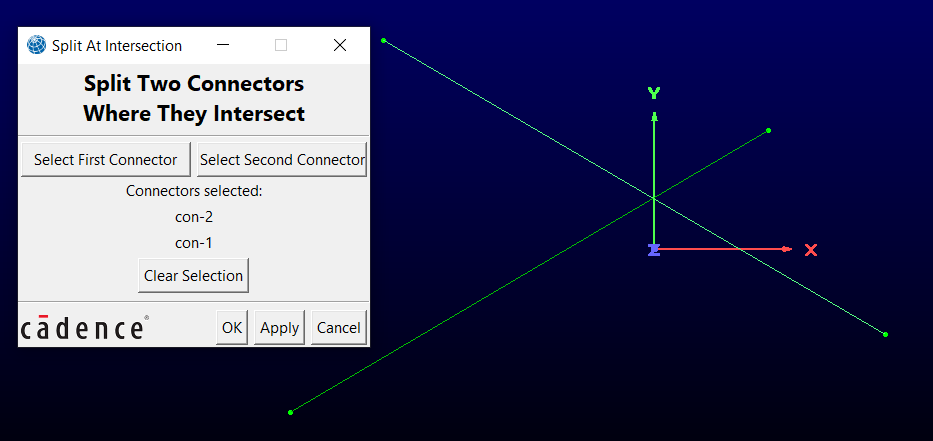 Split At Intersection
Split Two Connectors
Where They Intersect
Select First Connector
Select Second Connector
Connectors selected:
con-2
con-1
Clear Selection
cādence®
OK
Apply
Cancel
Y
Z
X